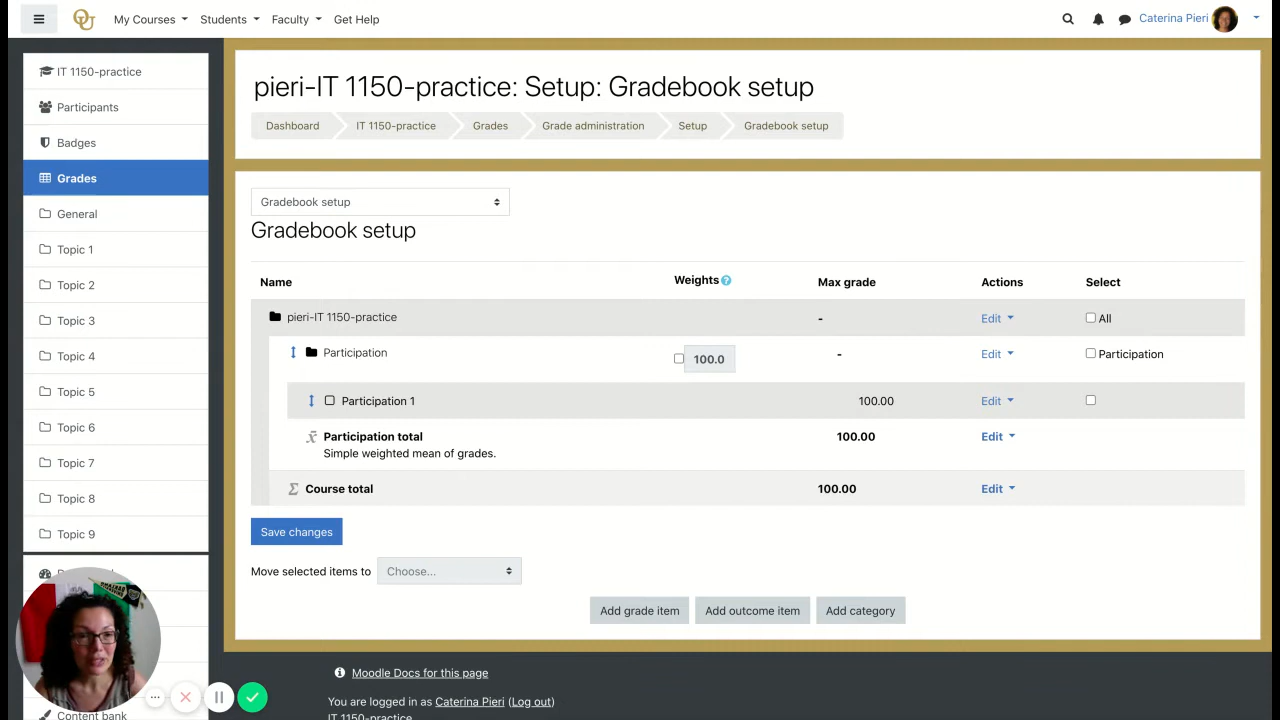 My Courses Students Faculty Get Help Caterina Pieri
IT 1150-practice
Participants
Badges
Grades
General
Topic 1
Topic 2
Topic 3
Topic 4
Topic 5
Topic 6
Topic 7
Topic 8
Topic 9
Content bank
pieri-IT 1150-practice: Setup: Gradebook setup
Dashboard IT 1150-practice Grades Grade administration Setup Gradebook setup
Gradebook setup
Gradebook setup
Name Weights Max grade Actions Select
pieri-IT 1150-practice - Edit All
Participation 100.0 - Edit Participation
Participation 1 100.00 Edit
Participation total 100.00 Edit
Simple weighted mean of grades.
Course total 100.00 Edit
Save changes
Move selected items to Choose...
Add grade item Add outcome item Add category
Moodle Docs for this page
You are logged in as Caterina Pieri (Log out)
IT 1150-practice